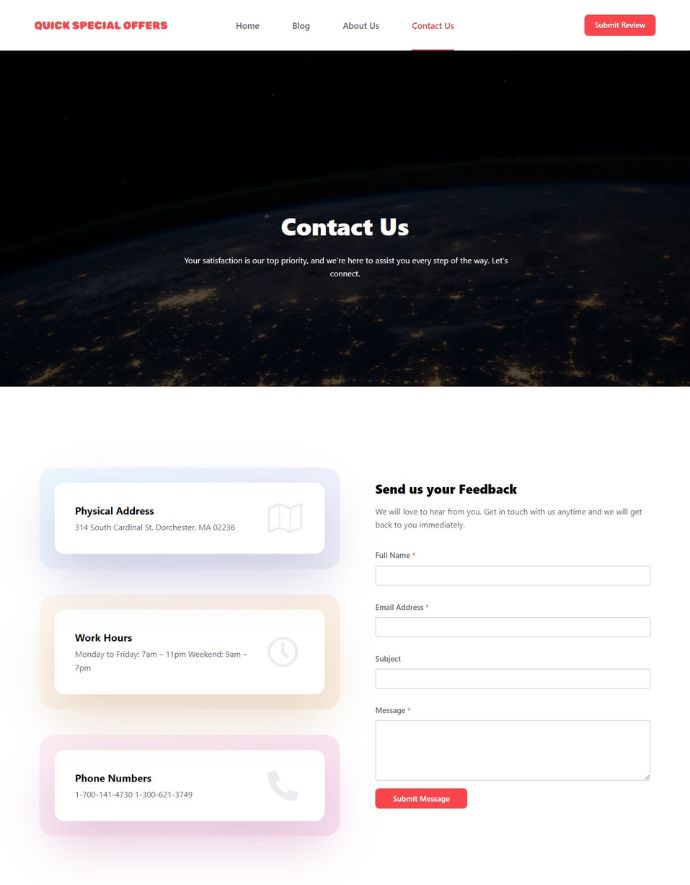 QUICK SPECIAL OFFERS
Home
Blog
About Us
Contact Us
Submit Review
Contact Us
Your satisfaction is our top priority, and we're here to assist you every step of the way. Let's
connect.
Physical Address
314 South Cardinal St. Dorchester, MA 02236
Work Hours
Monday to Friday: 7am – 11pm Weekend: 9am –
7pm
Phone Numbers
1-700-141-4730 1-300-621-3749
Send us your Feedback
We will love to hear from you. Get in touch with us anytime and we will get
back to you immediately.
Full Name *
Email Address *
Subject
Message *
Submit Message